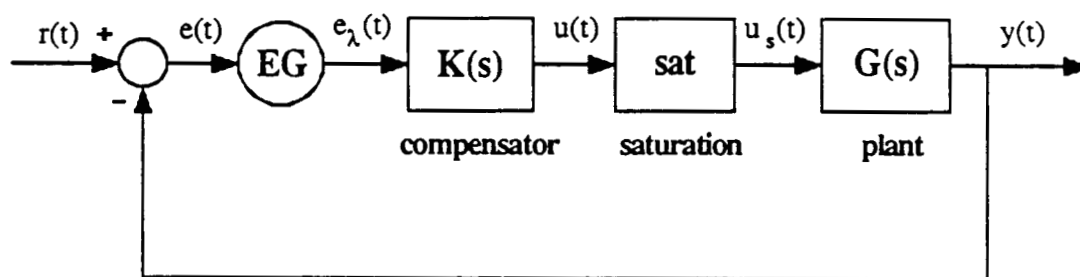 r(t) + e(t) EG e_λ(t) K(s) u(t) sat u_s(t) G(s) y(t)
−
compensator saturation plant